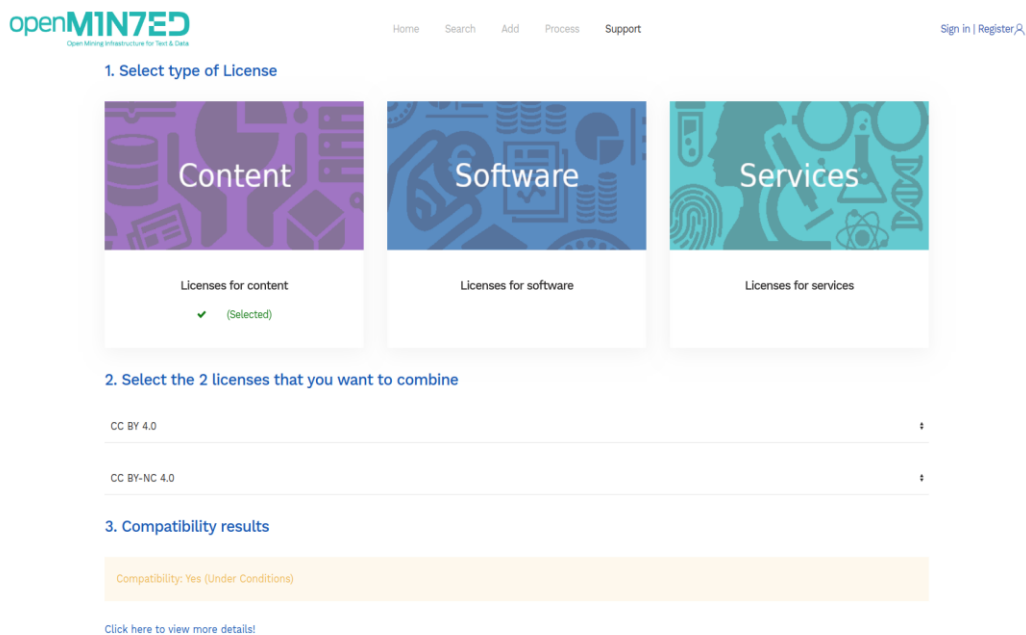 openM1N7ED
Open Mining Infrastructure for Text & Data
Home Search Add Process Support
Sign in | Register
1. Select type of License
Content Software Services
Licenses for content Licenses for software Licenses for services
(Selected)
2. Select the 2 licenses that you want to combine
CC BY 4.0
CC BY-NC 4.0
3. Compatibility results
Compatibility: Yes (Under Conditions)
Click here to view more details!